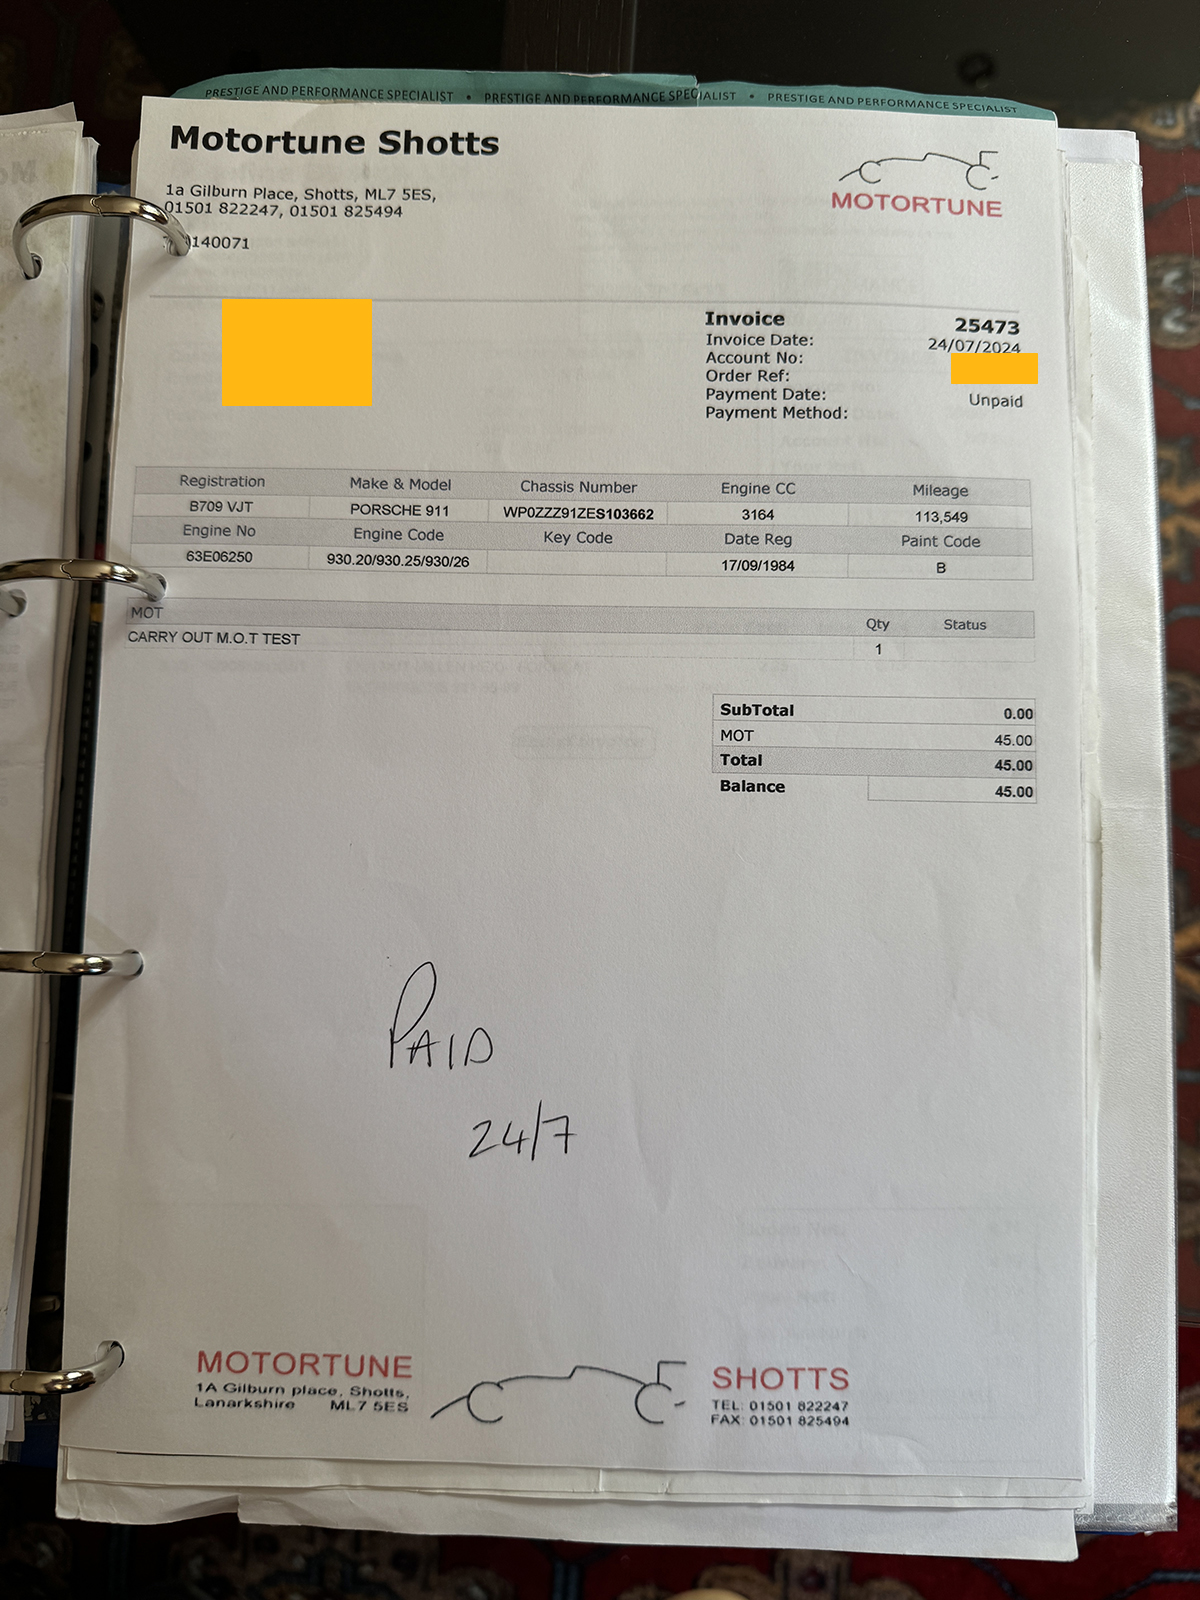 PRESTIGE AND PERFORMANCE SPECIALIST • PRESTIGE AND PERFORMANCE SPECIALIST • PRESTIGE AND PERFORMANCE SPECIALIST
Motortune Shotts
1a Gilburn Place, Shotts, ML7 5ES,
01501 822247, 01501 825494
140071
MOTORTUNE
Invoice 25473
Invoice Date: 24/07/2024
Account No:
Order Ref:
Payment Date: Unpaid
Payment Method:
Registration Make & Model Chassis Number Engine CC Mileage
B709 VJT PORSCHE 911 WP0ZZZ91ZES103662 3164 113,549
Engine No Engine Code Key Code Date Reg Paint Code
63E06250 930.20/930.25/930/26 17/09/1984 B
MOT Qty Status
CARRY OUT M.O.T TEST 1
SubTotal 0.00
MOT 45.00
Total 45.00
Balance 45.00
PAID
24/7
MOTORTUNE SHOTTS
1A Gilburn place, Shotts, TEL: 01501 822247
Lanarkshire ML7 5ES FAX: 01501 825494